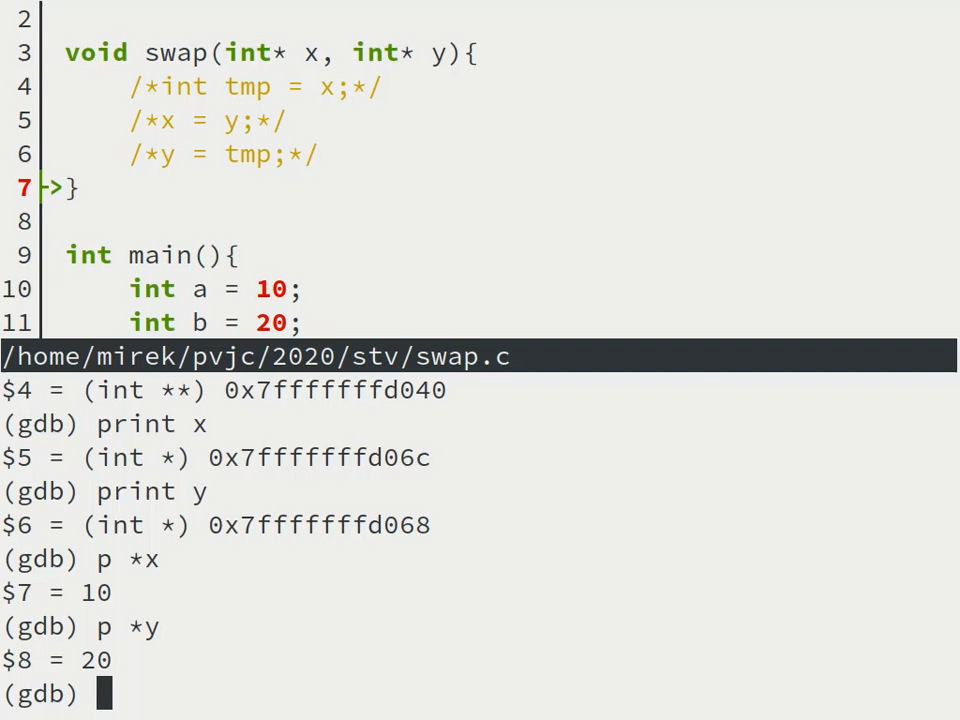 2
3 void swap(int* x, int* y){
4 /*int tmp = x;*/
5 /*x = y;*/
6 /*y = tmp;*/
7->}
8
9 int main(){
10 int a = 10;
11 int b = 20;
/home/mirek/pvjc/2020/stv/swap.c
$4 = (int **) 0x7fffffffd040
(gdb) print x
$5 = (int *) 0x7fffffffd06c
(gdb) print y
$6 = (int *) 0x7fffffffd068
(gdb) p *x
$7 = 10
(gdb) p *y
$8 = 20
(gdb)